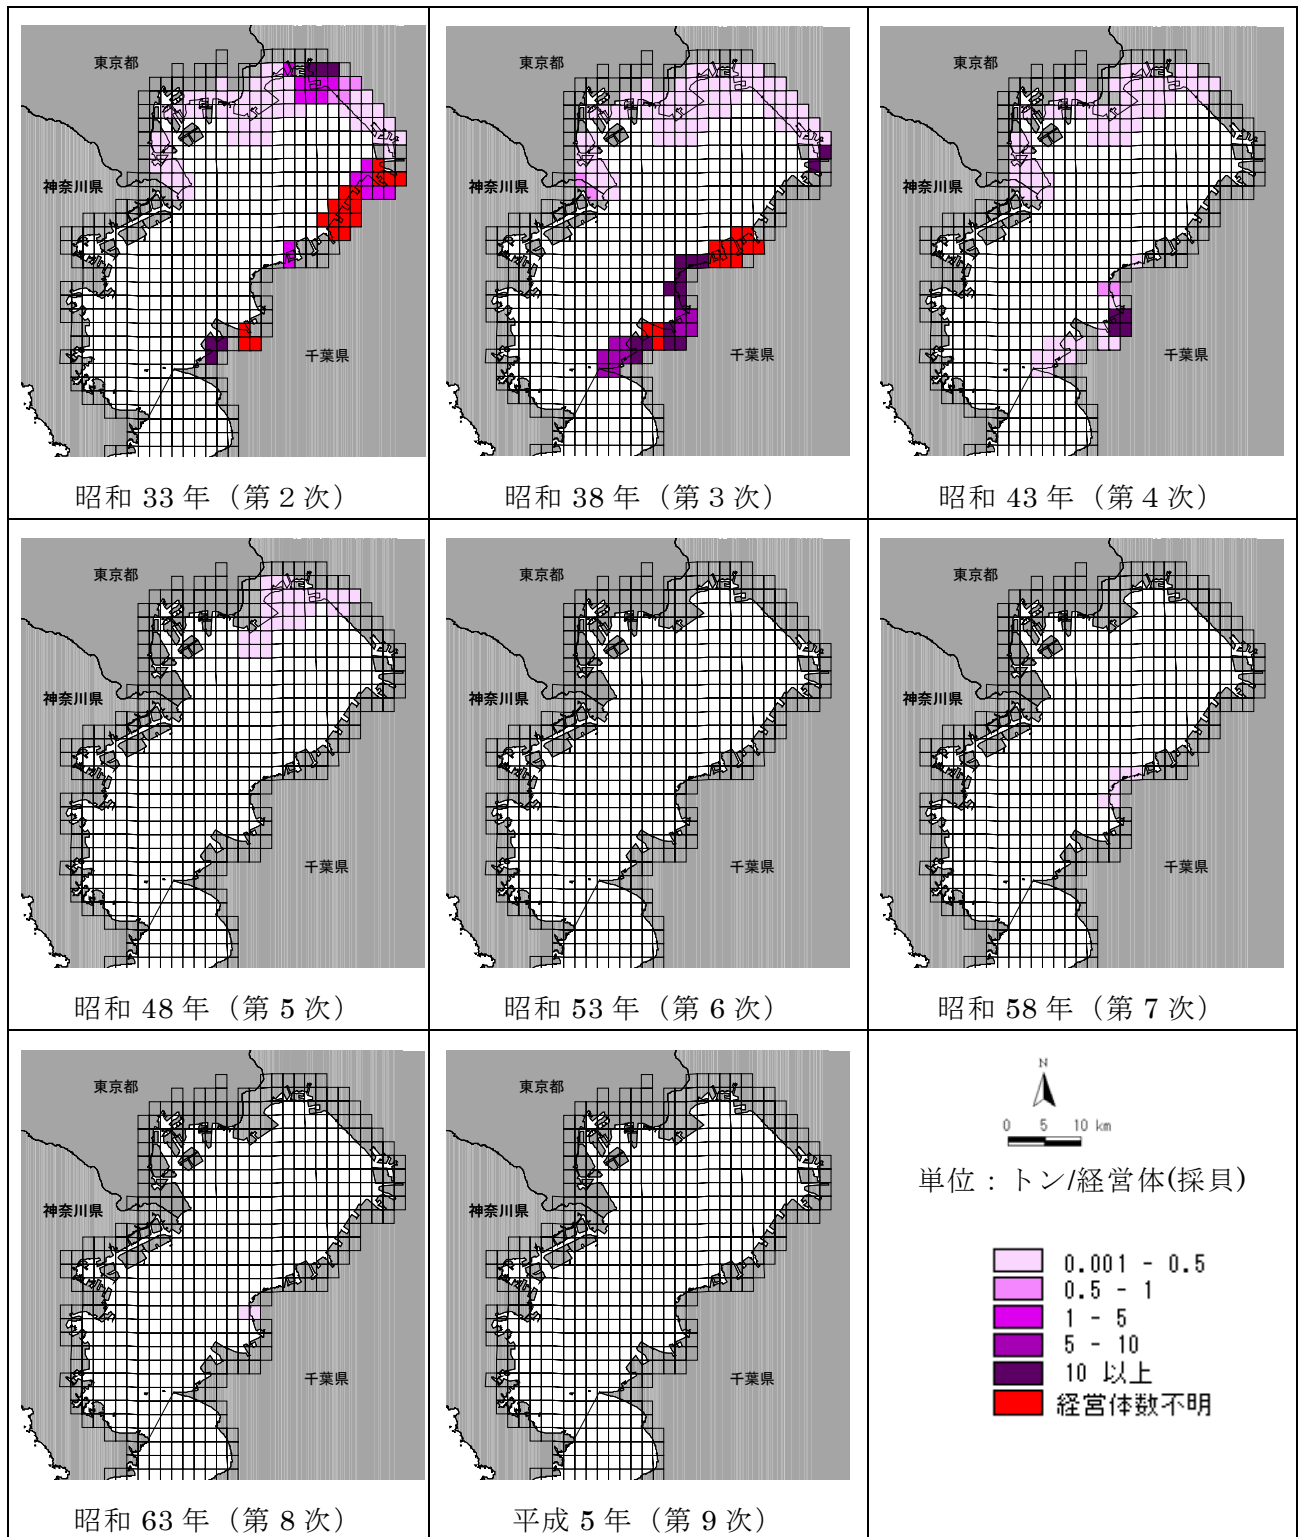 東京都
神奈川県
千葉県
昭和 33 年（第 2 次）
東京都
神奈川県
千葉県
昭和 38 年（第 3 次）
東京都
神奈川県
千葉県
昭和 43 年（第 4 次）
東京都
神奈川県
千葉県
昭和 48 年（第 5 次）
東京都
神奈川県
千葉県
昭和 53 年（第 6 次）
東京都
神奈川県
千葉県
昭和 58 年（第 7 次）
東京都
神奈川県
千葉県
昭和 63 年（第 8 次）
東京都
神奈川県
千葉県
平成 5 年（第 9 次）
N
0 5 10 km
単位：トン/経営体(採貝)
0.001 - 0.5
0.5 - 1
1 - 5
5 - 10
10 以上
経営体数不明